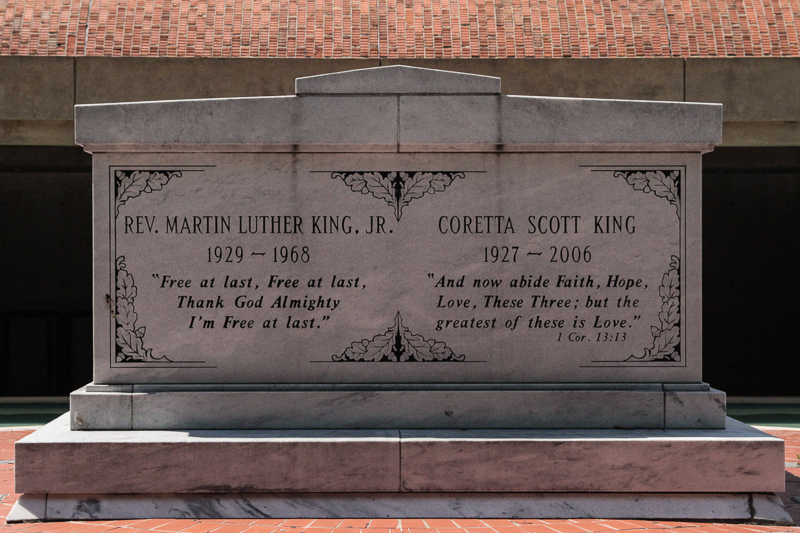 REV. MARTIN LUTHER KING, JR.
1929 — 1968
"Free at last, Free at last,
Thank God Almighty
I'm Free at last."
CORETTA SCOTT KING
1927 — 2006
"And now abide Faith, Hope,
Love, These Three; but the
greatest of these is Love."
1 Cor. 13:13